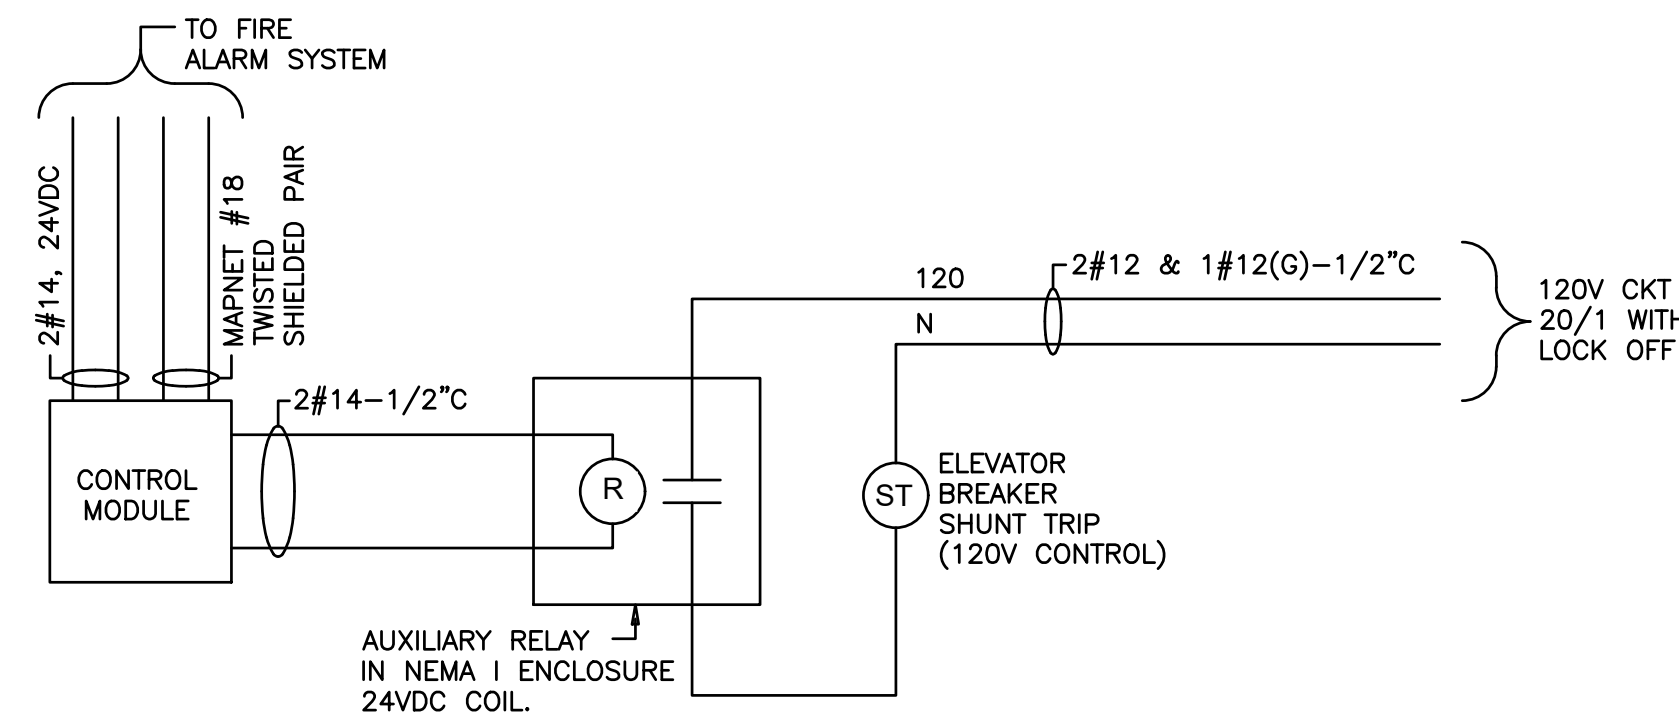 TO FIRE
ALARM SYSTEM
2#14, 24VDC
MAPNET #18
TWISTED
SHIELDED PAIR
2#14-1/2"C
CONTROL
MODULE
R
AUXILIARY RELAY
IN NEMA I ENCLOSURE
24VDC COIL.
120
N
2#12 & 1#12(G)-1/2"C
120V CKT
20/1 WITH
LOCK OFF
ST
ELEVATOR
BREAKER
SHUNT TRIP
(120V CONTROL)